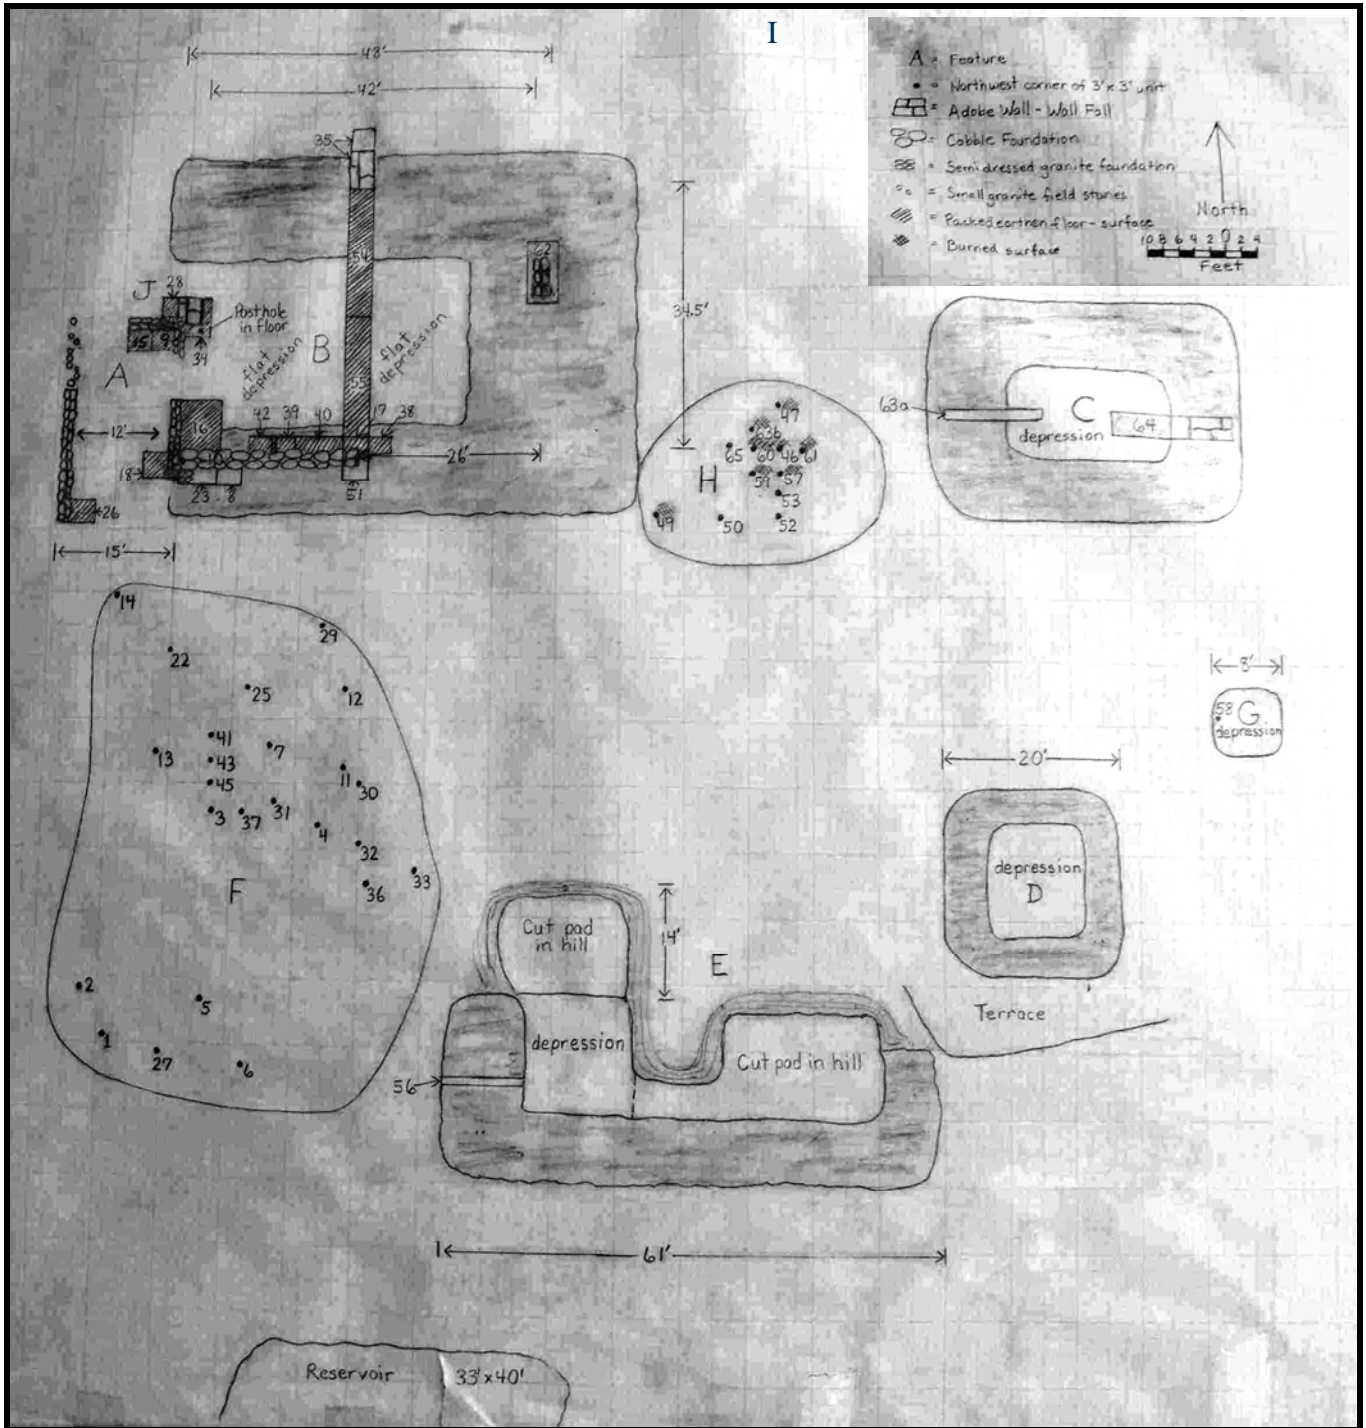 I
A = Feature
• = Northwest corner of 3'x3' unit
= Adobe Wall - Wall Fall
= Cobble Foundation
= Semidressed granite foundation
= Small granite field stones
= Packed earthen floor - surface
= Burned surface
North
10 8 6 4 2 0 2 4
Feet
48'
42'
35
54
62
J
28
Posthole
in floor
15
9
34
A
B
flat
depression
flat
depression
55
34.5'
12'
16
42
39
40
17
38
26'
18
23
8
51
26
15'
47
63b
65
60
46
61
H
59
57
53
49
50
52
63a
C
depression
64
14
29
22
25
12
41
13
43
7
45
11
30
3
37
31
4
32
33
36
F
2
5
1
27
6
8'
58
G
depression
20'
depression
D
Terrace
Cut pad
in hill
14'
E
depression
Cut pad in hill
56
61'
Reservoir
33'x40'